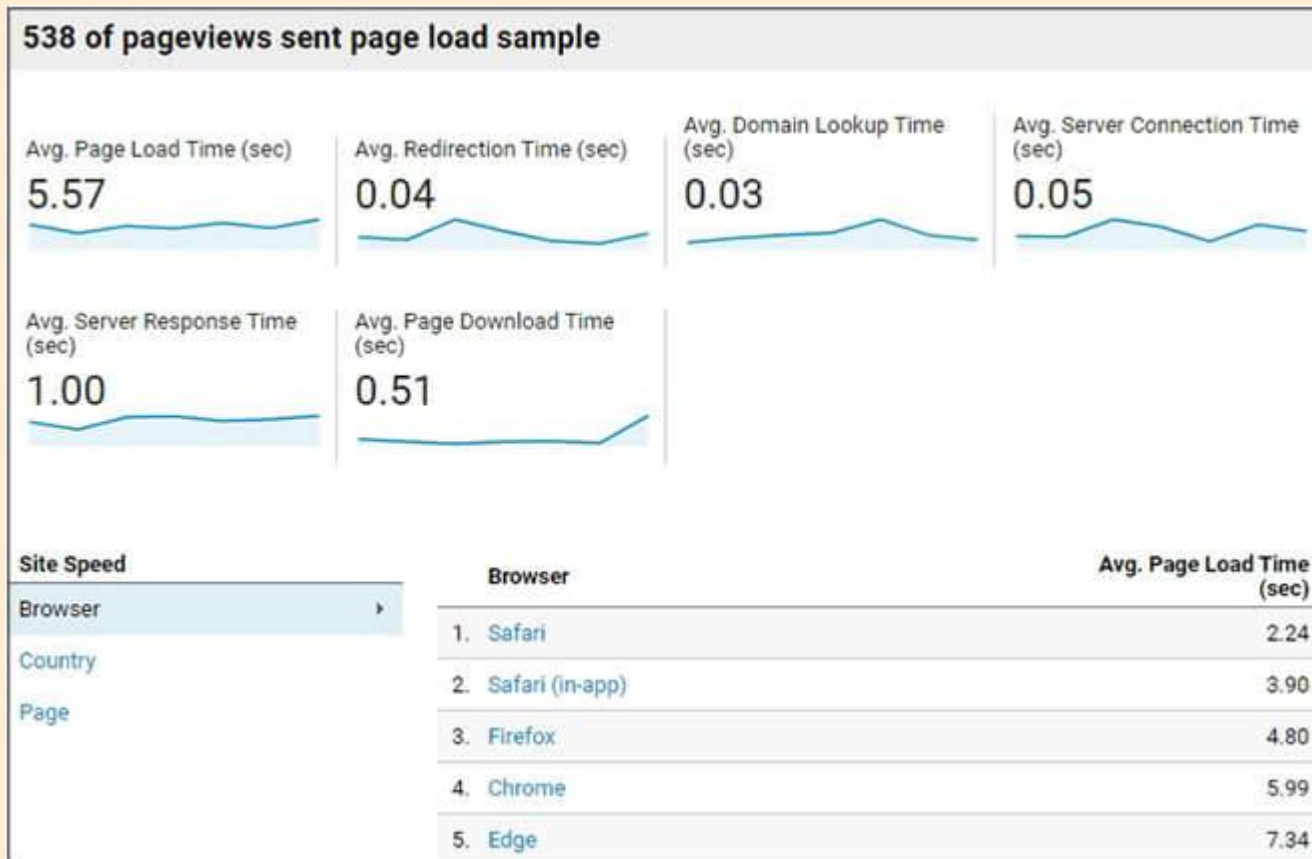 538 of pageviews sent page load sample
Avg. Page Load Time (sec)
5.57
Avg. Redirection Time (sec)
0.04
Avg. Domain Lookup Time
(sec)
0.03
Avg. Server Connection Time
(sec)
0.05
Avg. Server Response Time
(sec)
1.00
Avg. Page Download Time
(sec)
0.51
Site Speed
Browser
Country
Page
Browser Avg. Page Load Time
(sec)
1. Safari 2.24
2. Safari (in-app) 3.90
3. Firefox 4.80
4. Chrome 5.99
5. Edge 7.34